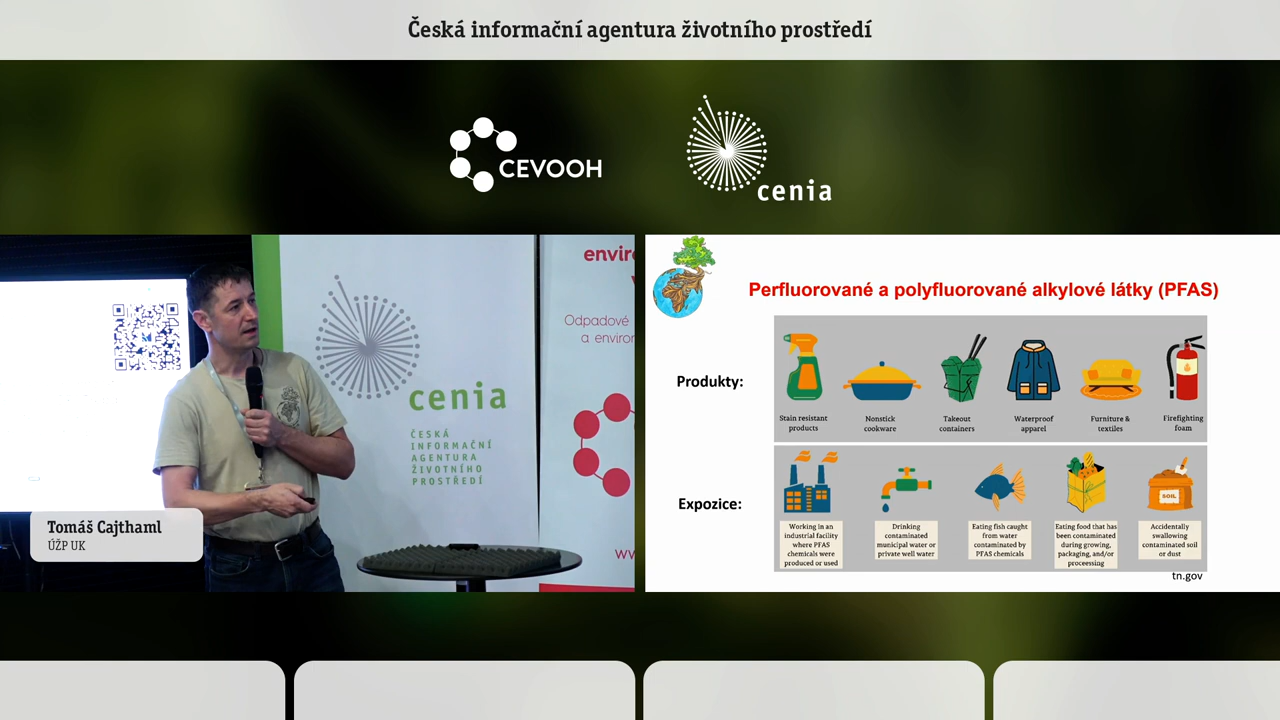 Česká informační agentura životního prostředí
CEVOOH
cenia
enviro
Odpadové
a environ
cenia
ČESKÁ
INFORMAČNÍ
AGENTURA
ŽIVOTNÍHO
PROSTŘEDÍ
Tomáš Cajthaml
ÚŽP UK
Perfluorované a polyfluorované alkylové látky (PFAS)
Produkty:
Stain resistant
products
Nonstick
cookware
Takeout
containers
Waterproof
apparel
Furniture &
textiles
Firefighting
foam
Expozice:
SOIL
Working in an
industrial facility
where PFAS
chemicals were
produced or used
Drinking
contaminated
municipal water or
private well water
Eating fish caught
from water
contaminated by
PFAS chemicals
Eating food that has
been contaminated
during growing,
packaging, and/or
proceessing
Accidentally
swallowing
contaminated soil
or dust
tn.gov